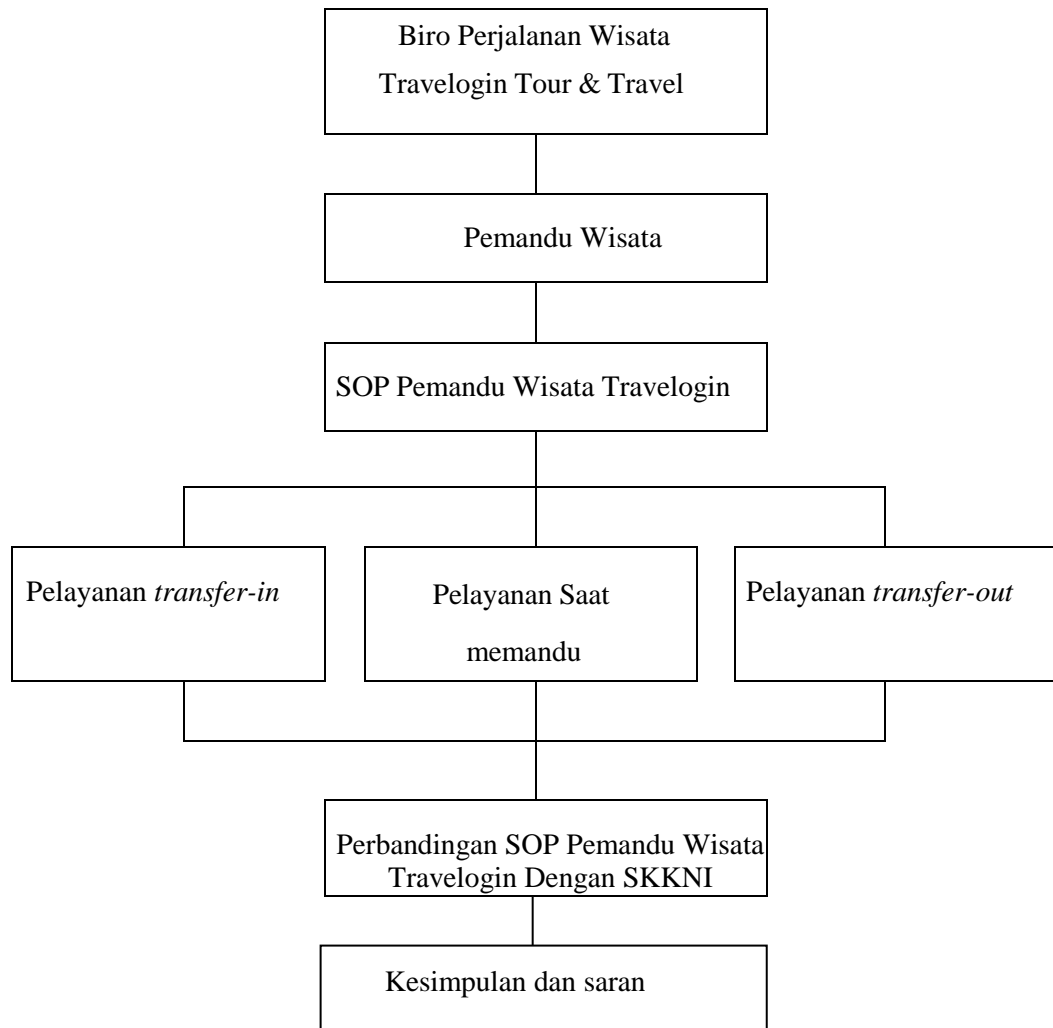 Biro Perjalanan Wisata
Travelogin Tour & Travel
Pemandu Wisata
SOP Pemandu Wisata Travelogin
Pelayanan transfer-in
Pelayanan Saat
memandu
Pelayanan transfer-out
Perbandingan SOP Pemandu Wisata
Travelogin Dengan SKKNI
Kesimpulan dan saran